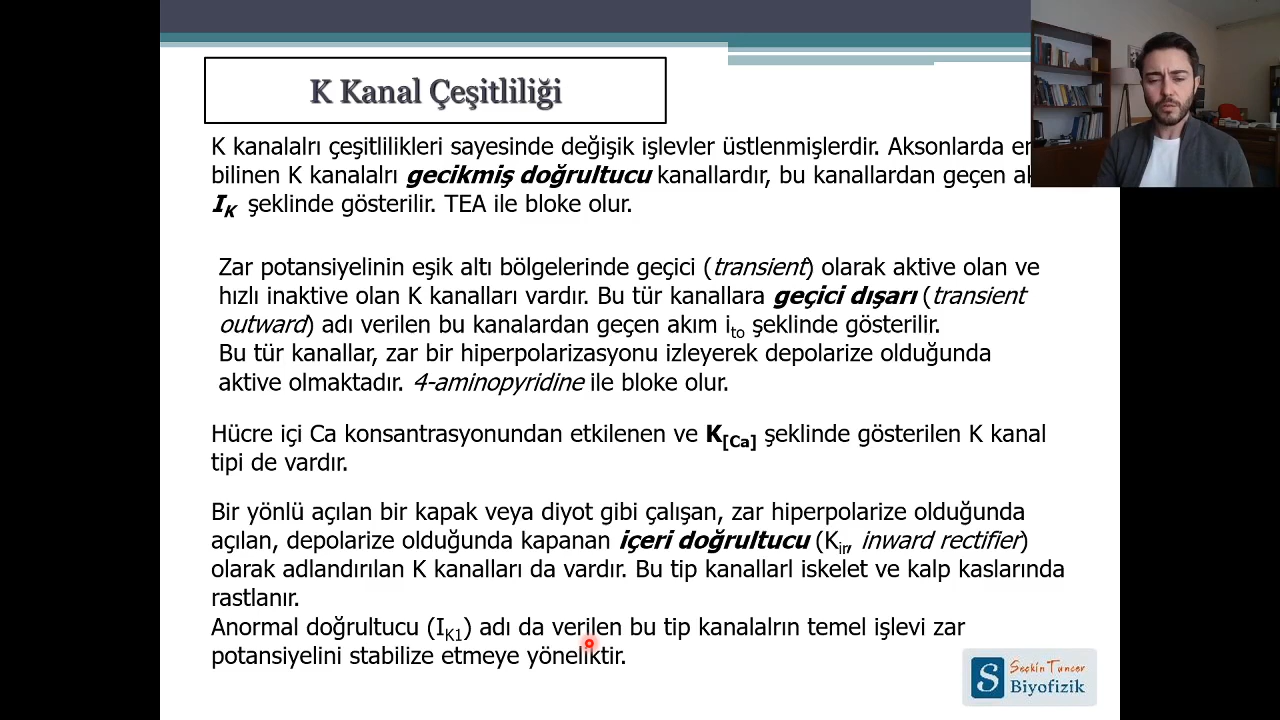 K Kanal Çeşitliliği
K kanalalrı çeşitlilikleri sayesinde değişik işlevler üstlenmişlerdir. Aksonlarda
bilinen K kanalalrı gecikmiş doğrultucu kanallardır, bu kanallardan geçen
IK şeklinde gösterilir. TEA ile bloke olur.
Zar potansiyelinin eşik altı bölgelerinde geçici (transient) olarak aktive olan ve
hızlı inaktive olan K kanalları vardır. Bu tür kanallara geçici dışarı (transient
outward) adı verilen bu kanalardan geçen akım ito şeklinde gösterilir.
Bu tür kanallar, zar bir hiperpolarizasyonu izleyerek depolarize olduğunda
aktive olmaktadır. 4-aminopyridine ile bloke olur.
Hücre içi Ca konsantrasyonundan etkilenen ve K[Ca] şeklinde gösterilen K kanal
tipi de vardır.
Bir yönlü açılan bir kapak veya diyot gibi çalışan, zar hiperpolarize olduğunda
açılan, depolarize olduğunda kapanan içeri doğrultucu (Kir, inward rectifier)
olarak adlandırılan K kanalları da vardır. Bu tip kanallarl iskelet ve kalp kaslarında
rastlanır.
Anormal doğrultucu (IK1) adı da verilen bu tip kanalalrın temel işlevi zar
potansiyelini stabilize etmeye yöneliktir.
S
Seçkin Tuncer
Biyofizik